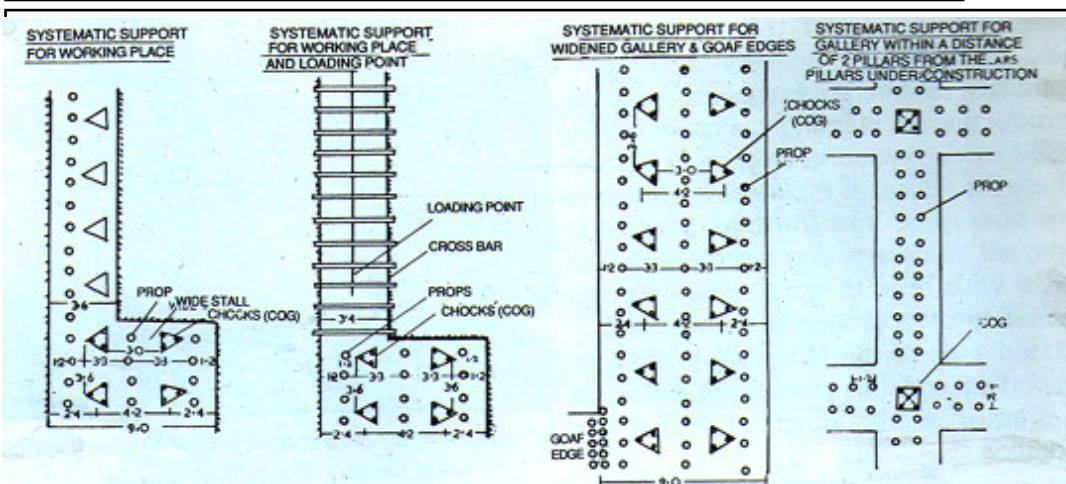 SYSTEMATIC SUPPORT
FOR WORKING PLACE
3·6
PROP
WIDE STALL
CHOCKS (COG)
3-0
1·2-0
3·3
3·3
1-2
3·6
2·4
4-2
2·4
9-0
SYSTEMATIC SUPPORT
FOR WORKING PLACE
AND LOADING POINT
LOADING POINT
CROSS BAR
3'4
PROPS
CHOCKS (COG)
3·3
3·3
1-2
3·6
3·6
2·4
2·4
SYSTEMATIC SUPPORT FOR
WIDENED GALLERY & GOAF EDGES
CHOCKS
(COG)
3-0
PROP
4-2
1·2
3·3
3·3
1·2
2·4
4-2
2·4
GOAF
EDGE
9-0
SYSTEMATIC SUPPORT FOR
GALLERY WITHIN A DISTANCE
OF 2 PILLARS FROM THE
PILLARS UNDER CONSTRUCTION
PROP
COG